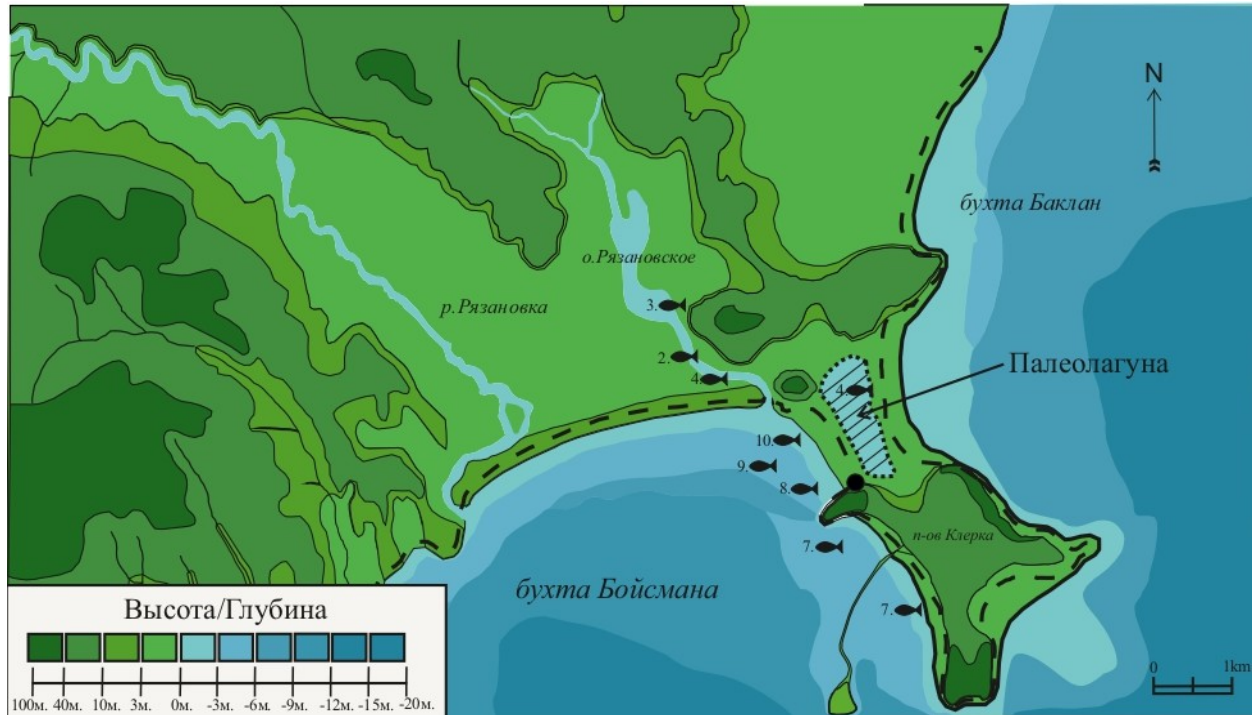 N
бухта Баклан
о.Рязановское
3.
р.Рязановка
2.
4.
4.
Палеолагуна
10.
9.
8.
7.
п-ов Клерка
бухта Бойсмана
7.
Высота/Глубина
100м. 40м. 10м. 3м. 0м. -3м. -6м. -9м. -12м. -15м. -20м.
0 1km